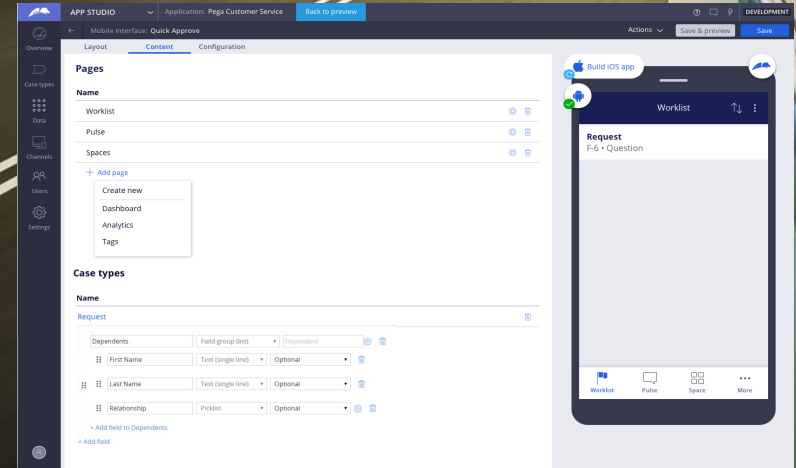 APP STUDIO
Application: Pega Customer Service
Back to preview
DEVELOPMENT
Mobile interface: Quick Approve
Actions
Save & preview
Save
Overview
Case types
Data
Channels
Users
Settings
Layout
Content
Configuration
Pages
Name
Worklist
Pulse
Spaces
+ Add page
Create new
Dashboard
Analytics
Tags
Case types
Name
Request
Dependents
Field group (list)
Dependent
First Name
Text (single line)
Optional
Last Name
Text (single line)
Optional
Relationship
Picklist
Optional
+ Add field to Dependents
+ Add field
Build iOS app
Worklist
Request
F-6 • Question
Worklist
Pulse
Space
More